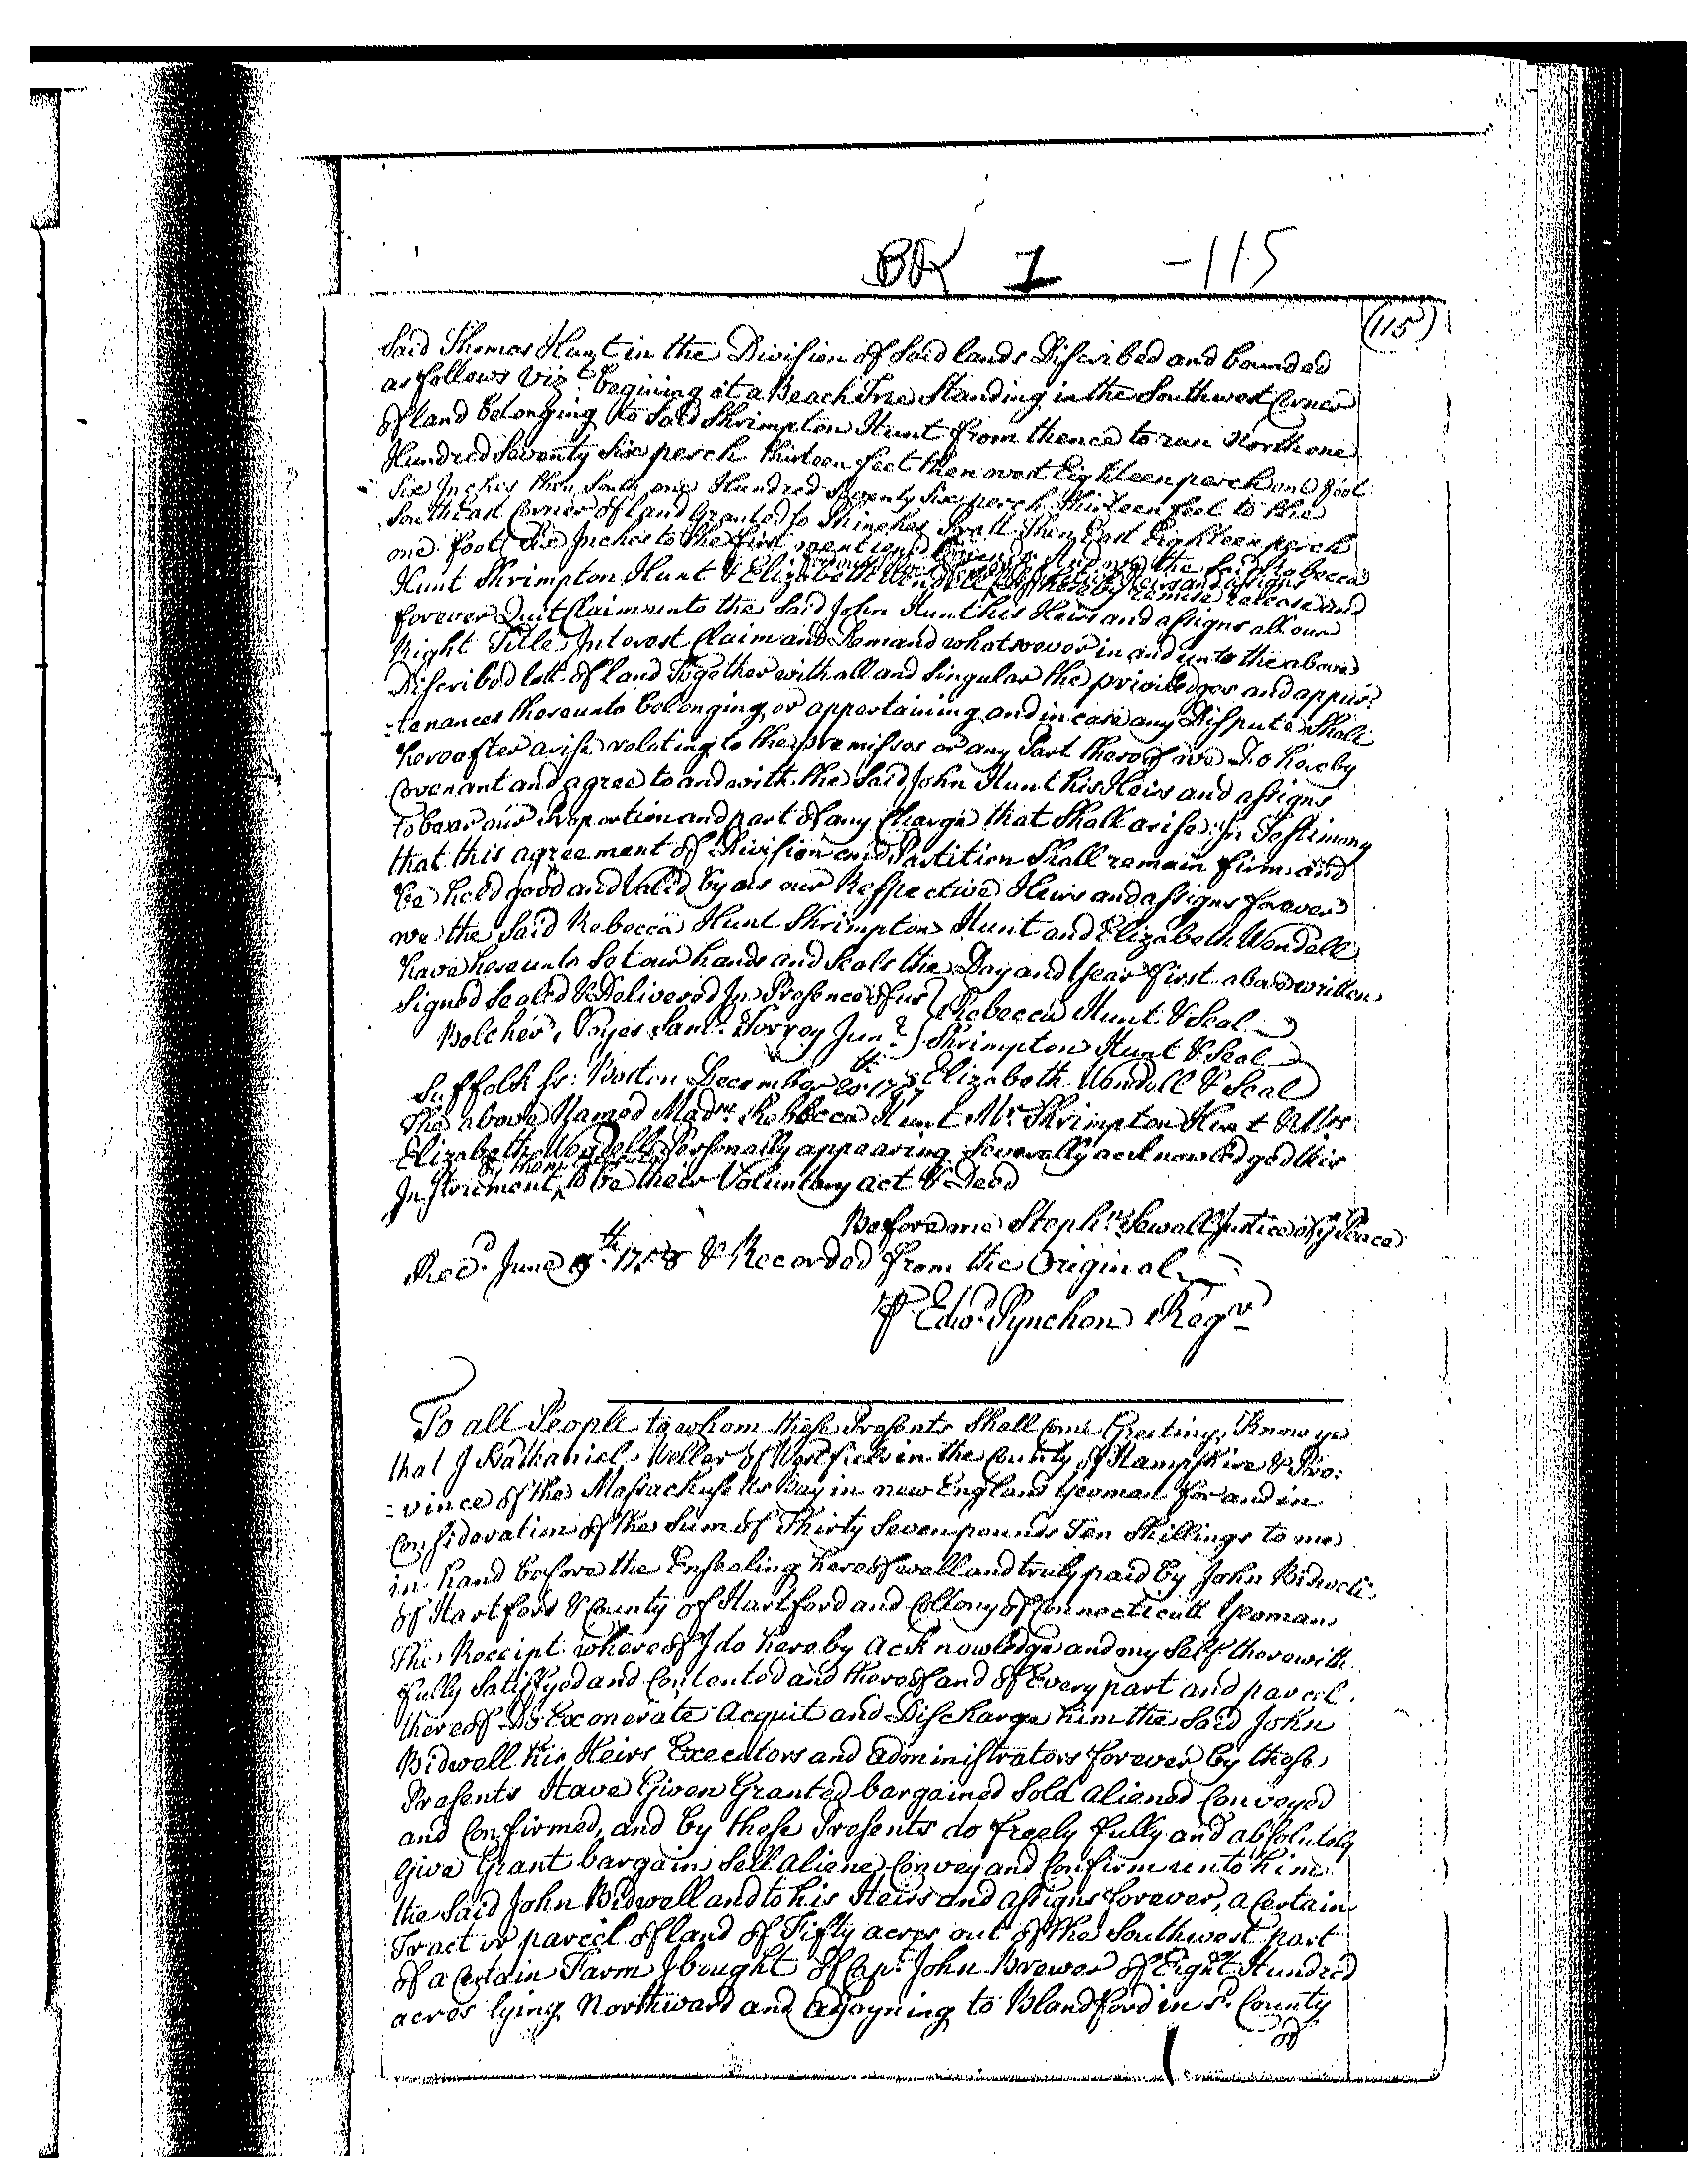 BK 1 -115
(115)
Said Thomas Hunt in the Division of Said lands Discribed and bounded
as follows Vizt. begining at a Beach Tree Standing in the Southwest Corner
of land belonging to Said Shrimpton Hunt from thence to run North one
Hundred Seventy Six perch thirteen feet then west Eighteen perch one foot
Six Inches then South one Hundred Seventy Six perch thirteen feet to the
Southeast Corner of land Granted to then East Eighteen perch
one foot Six Inches to the first mentioned And we the Said Rebecca
Hunt Shrimpton Hunt & Elizabeth Wendell hereby remise release and
forever Quit Claim unto the Said John Hunt his Heirs and assigns all our
Right Title Interest Claim and Demand whatsoever in and unto the above
Discribed lott of land Together with all and Singular the priviledges and appur
-tenances thereunto belonging or appertaining and in case any Dispute Shall
hereafter arise relating to the premisses or any Part thereof we Do hereby
Covenant and agree to and with the Said John Hunt his Heirs and assigns
to bear our Proportion and part of any Charge that Shall arise. In Testimony
that this agreement of Division and Partition Shall remain firm and
be held good and Valid by us our Respective Heirs and assigns forever
we the Said Rebecca Hunt Shrimpton Hunt and Elizabeth Wendell
have hereunto Set our hands and Seals the Day and Year first above written
Signed Sealed & Delivered In Presence of us } Rebecca Hunt & Seal
Belcher Noyes Saml. Torrey Junr. } Shrimpton Hunt & Seal
Elizabeth Wendell & Seal
Suffolk Ss: Boston December 20th 1757
The above Named Madm. Rebbecca Hunt Mr. Shrimpton Hunt & Mrs
Elizabeth Wendell Personally appearing Severally acknowledged this
Instrument by them to be their Voluntary act & Deed
Before me Stephn. Sewall Justice of ye Peace
Recd. June 9th. 1758 & Recorded from the Original
P Edwd. Pynchon Regr.
To all People to whom these Presents Shall Come Greeting, Know ye
that I Nathaniel Weller of Westfield in the County of Hampshire & Pro:
=vince of the Massachusetts Bay in new England Yeoman for and in
Consideration of the Sum of Thirty Seven pounds Ten Shillings to me
in hand before the Ensealing hereof well and truly paid by John Bidwell
of Hartford & County of Hartford and Collony of Connecticutt Yeoman
The Receipt whereof I do hereby acknowledge and my Self therewith
fully Satisfyed and Contented and thereof and of Every part and parcel
thereof Do Exonerate Acquit and Discharge him the Said John
Bidwell his Heirs Executors and administrators forever by these
Presents Have Given Granted bargained Sold aliened Conveyed
and Confirmed, and by these Presents do freely fully and absolutely
Give Grant bargain Sell aliene Convey and Confirm unto him
the Said John Bidwell and to his Heirs and assigns forever, a Certain
Tract or parcel of land of Fifty acres out of the Southwest part
of a Certain Farm I bought of Capt. John Brewer of Eight Hundred
acres lying Northward and adjoyning to Blandford in sd. County
of